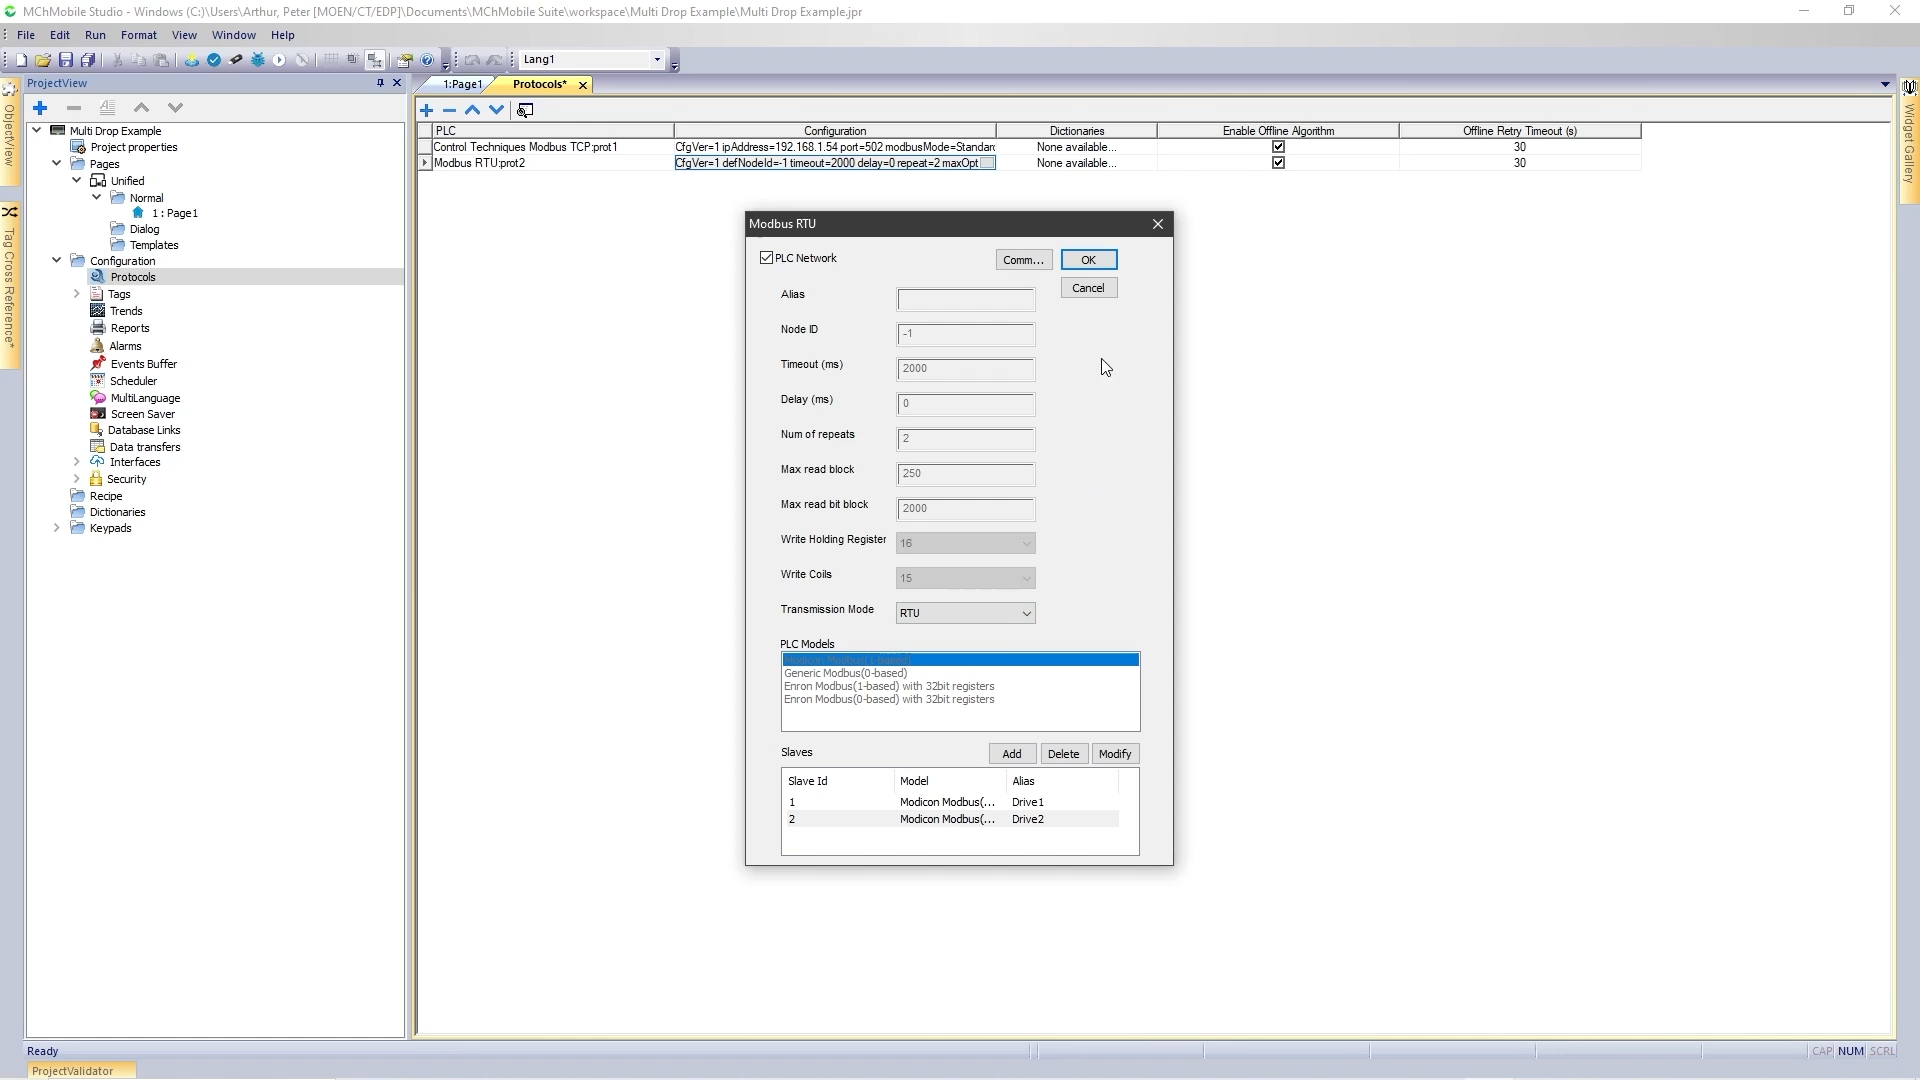 MChMobile Studio - Windows (C:)\Users\Arthur, Peter [MOEN/CT/EDP]\Documents\MChMobile Suite\workspace\Multi Drop Example\Multi Drop Example.jpr
File Edit Run Format View Window Help
Lang1
ProjectView
1:Page1 Protocols*
ObjectView
Tag Cross Reference*
Widget Gallery
Multi Drop Example
Project properties
Pages
Unified
Normal
1 : Page1
Dialog
Templates
Configuration
Protocols
Tags
Trends
Reports
Alarms
Events Buffer
Scheduler
MultiLanguage
Screen Saver
Database Links
Data transfers
Interfaces
Security
Recipe
Dictionaries
Keypads
PLC Configuration Dictionaries Enable Offline Algorithm Offline Retry Timeout (s)
Control Techniques Modbus TCP:prot1 CfgVer=1 ipAddress=192.168.1.54 port=502 modbusMode=Standard None available... 30
Modbus RTU:prot2 CfgVer=1 defNodeId=-1 timeout=2000 delay=0 repeat=2 maxOpt None available... 30
Modbus RTU
PLC Network Comm... OK
Cancel
Alias
Node ID -1
Timeout (ms) 2000
Delay (ms) 0
Num of repeats 2
Max read block 250
Max read bit block 2000
Write Holding Register 16
Write Coils 15
Transmission Mode RTU
PLC Models
Generic Modbus(0-based)
Enron Modbus(1-based) with 32bit registers
Enron Modbus(0-based) with 32bit registers
Slaves Add Delete Modify
Slave Id Model Alias
1 Modicon Modbus(... Drive1
2 Modicon Modbus(... Drive2
Ready CAP NUM SCRL
ProjectValidator